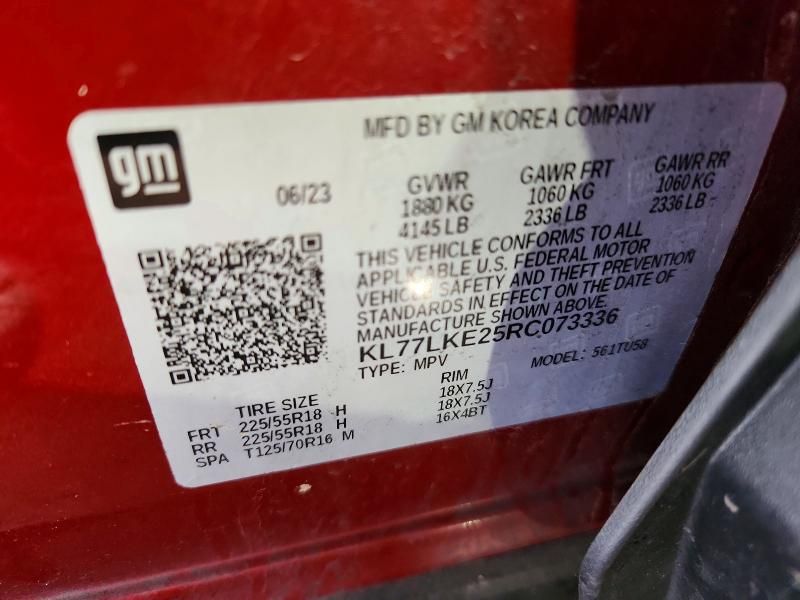 gm
MFD BY GM KOREA COMPANY
06/23
GVWR GAWR FRT GAWR RR
1880 KG 1060 KG 1060 KG
4145 LB 2336 LB 2336 LB
THIS VEHICLE CONFORMS TO ALL
APPLICABLE U.S. FEDERAL MOTOR
VEHICLE SAFETY AND THEFT PREVENTION
STANDARDS IN EFFECT ON THE DATE OF
MANUFACTURE SHOWN ABOVE.
KL77LKE25RC073336
TYPE: MPV MODEL: 561TU58
TIRE SIZE RIM
FRT 225/55R18 H 18X7.5J
RR 225/55R18 H 18X7.5J
SPA T125/70R16 M 16X4BT